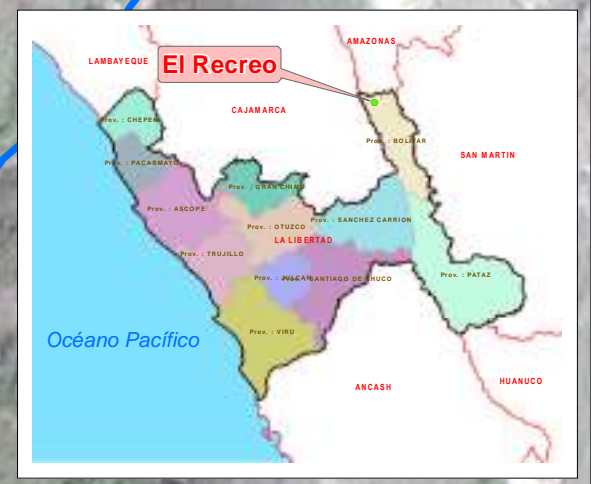 AMAZONAS
LAMBAYEQUE
El Recreo
CAJAMARCA
Prov. : CHEPEN
Prov. : BOLIVAR
SAN MARTIN
Prov. : PACASMAYO
Prov. : GRAN CHIMU
Prov. : ASCOPE
Prov. : SANCHEZ CARRION
Prov. : OTUZCO
LA LIBERTAD
Prov. : TRUJILLO
Prov. : JULCAN
Prov. : SANTIAGO DE CHUCO
Prov. : PATAZ
Prov. : VIRU
Océano Pacífico
HUANUCO
ANCASH